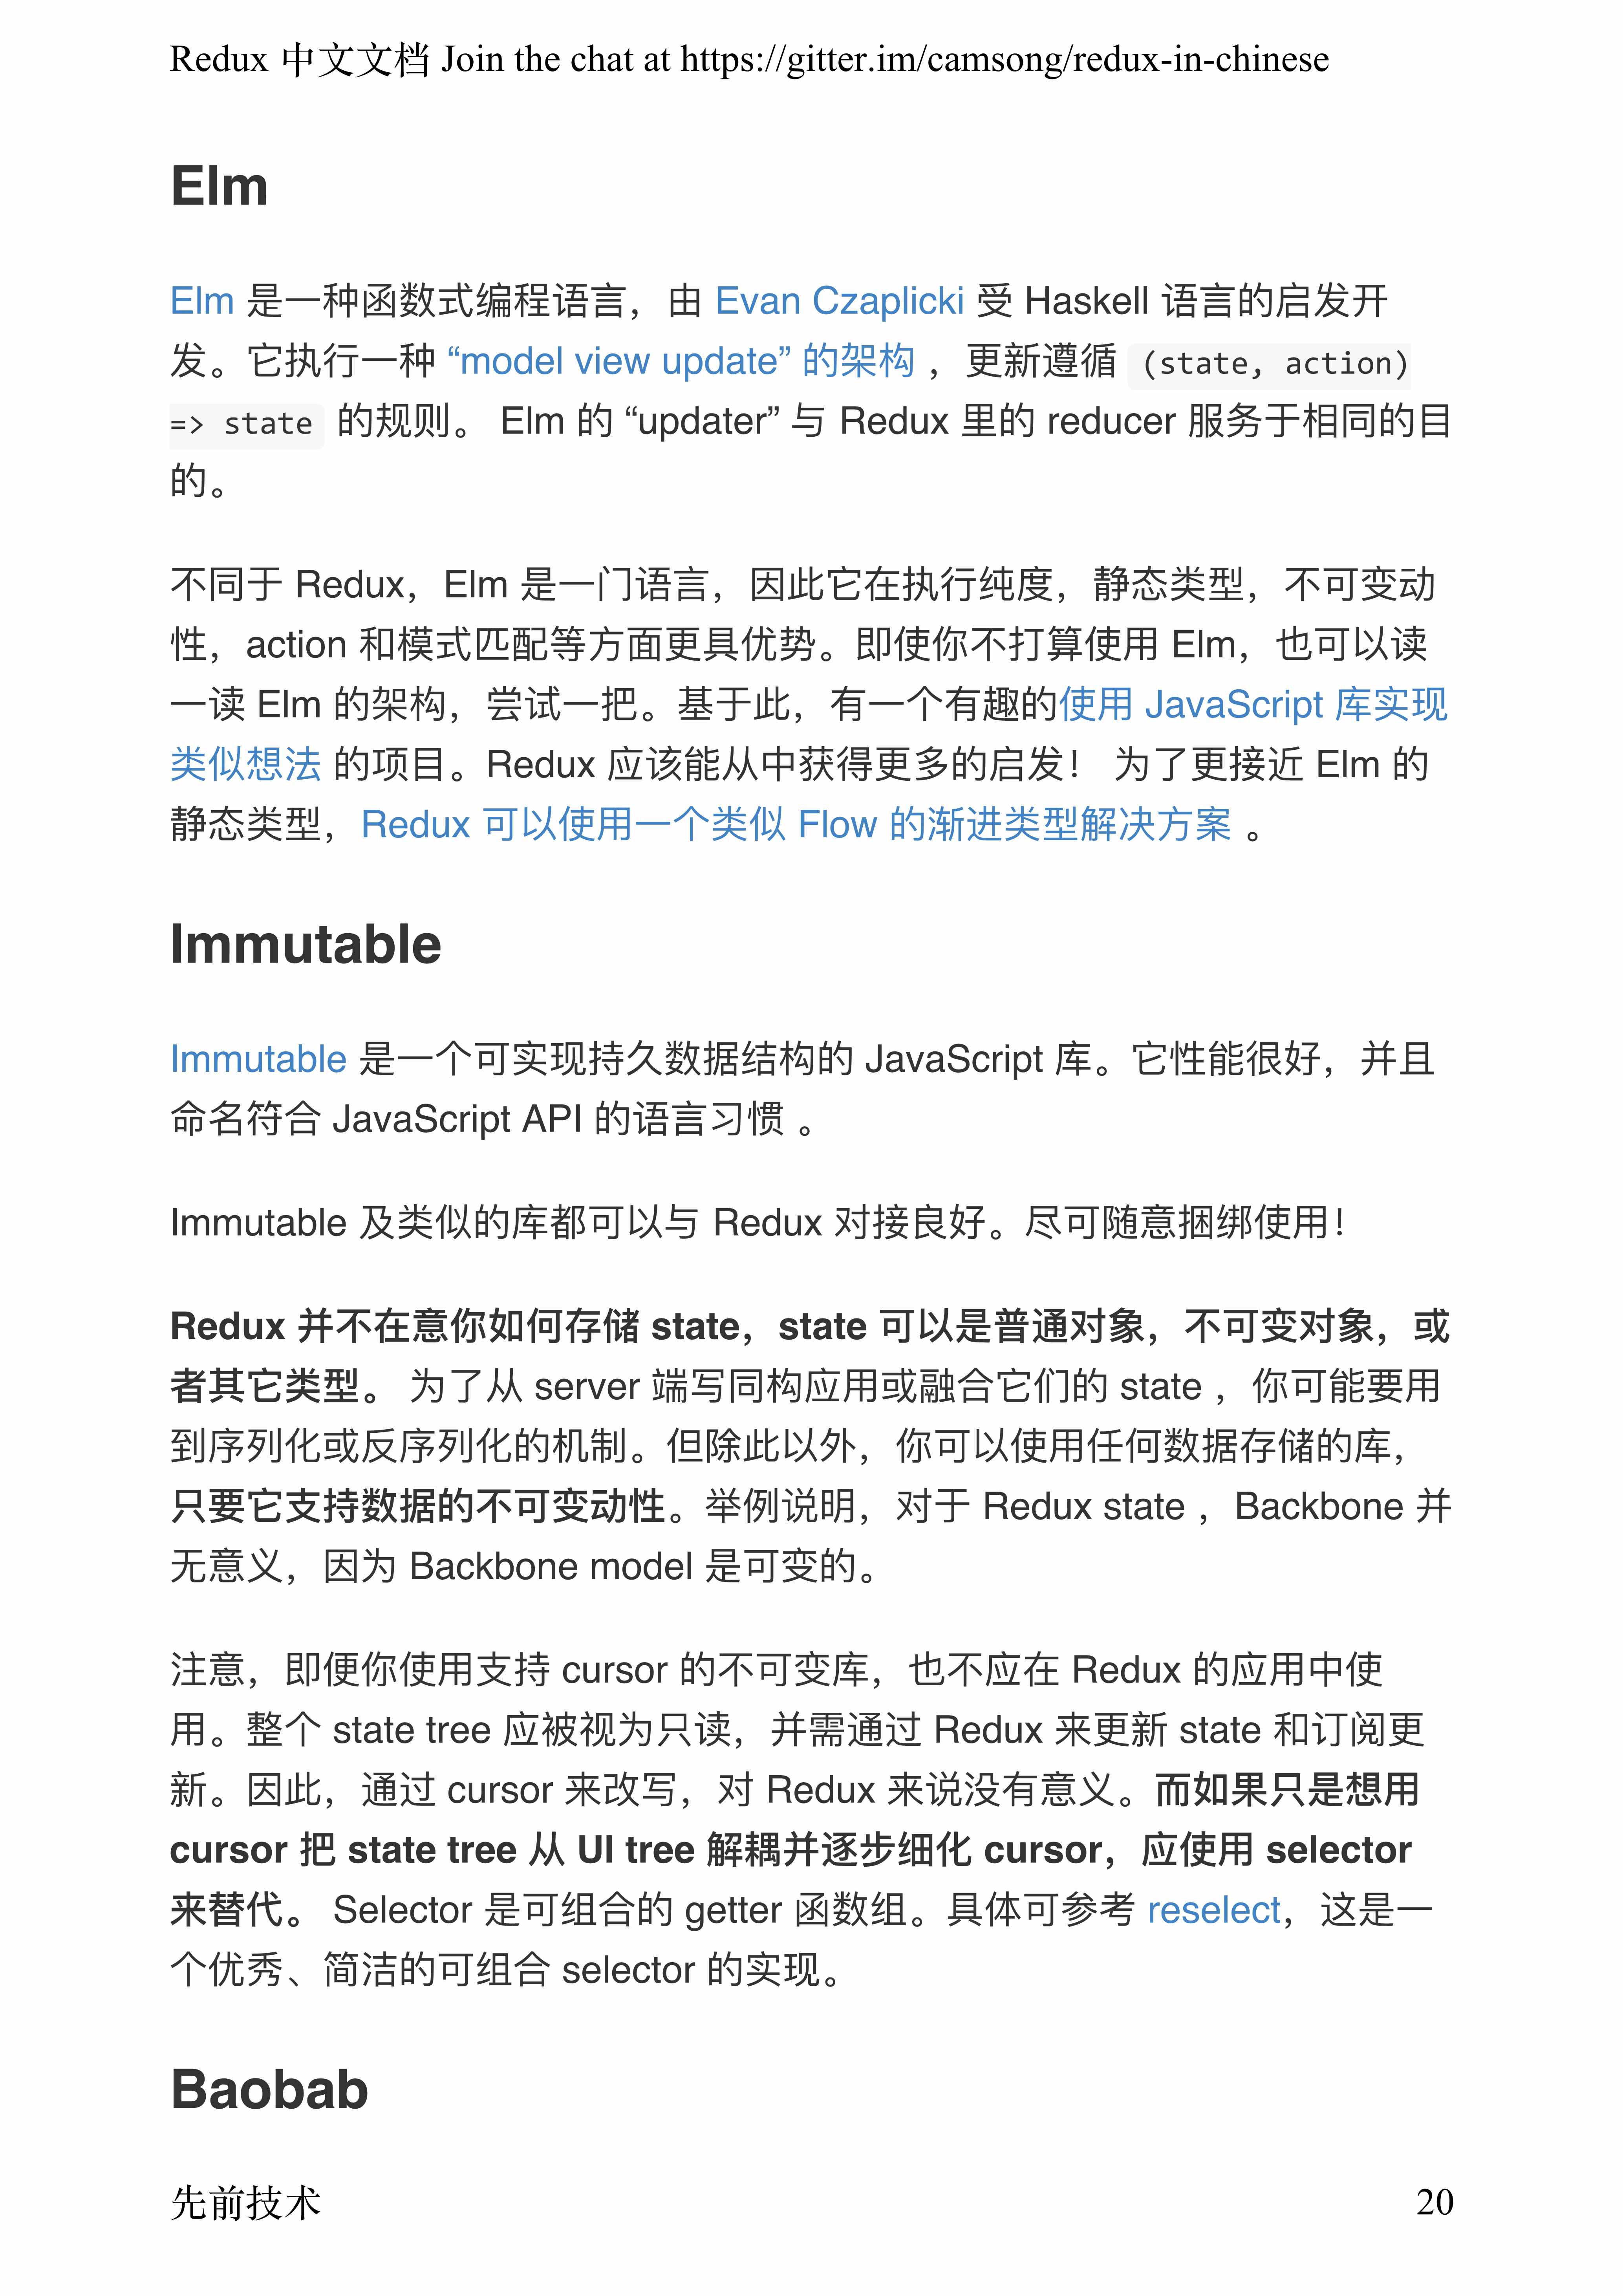 Redux 中文文档 Join the chat at https://gitter.im/camsong/redux-in-chinese
Elm
Elm 是一种函数式编程语言，由 Evan Czaplicki 受 Haskell 语言的启发开
发。它执行一种 “model view update” 的架构 ，更新遵循 (state, action)
=> state 的规则。 Elm 的 “updater” 与 Redux 里的 reducer 服务于相同的目
的。
不同于 Redux，Elm 是一门语言，因此它在执行纯度，静态类型，不可变动
性，action 和模式匹配等方面更具优势。即使你不打算使用 Elm，也可以读
一读 Elm 的架构，尝试一把。基于此，有一个有趣的使用 JavaScript 库实现
类似想法 的项目。Redux 应该能从中获得更多的启发！ 为了更接近 Elm 的
静态类型，Redux 可以使用一个类似 Flow 的渐进类型解决方案 。
Immutable
Immutable 是一个可实现持久数据结构的 JavaScript 库。它性能很好，并且
命名符合 JavaScript API 的语言习惯 。
Immutable 及类似的库都可以与 Redux 对接良好。尽可随意捆绑使用！
Redux 并不在意你如何存储 state，state 可以是普通对象，不可变对象，或
者其它类型。 为了从 server 端写同构应用或融合它们的 state ，你可能要用
到序列化或反序列化的机制。但除此以外，你可以使用任何数据存储的库，
只要它支持数据的不可变动性。举例说明，对于 Redux state ，Backbone 并
无意义，因为 Backbone model 是可变的。
注意，即便你使用支持 cursor 的不可变库，也不应在 Redux 的应用中使
用。整个 state tree 应被视为只读，并需通过 Redux 来更新 state 和订阅更
新。因此，通过 cursor 来改写，对 Redux 来说没有意义。而如果只是想用
cursor 把 state tree 从 UI tree 解耦并逐步细化 cursor，应使用 selector
来替代。 Selector 是可组合的 getter 函数组。具体可参考 reselect，这是一
个优秀、简洁的可组合 selector 的实现。
Baobab
先前技术 20